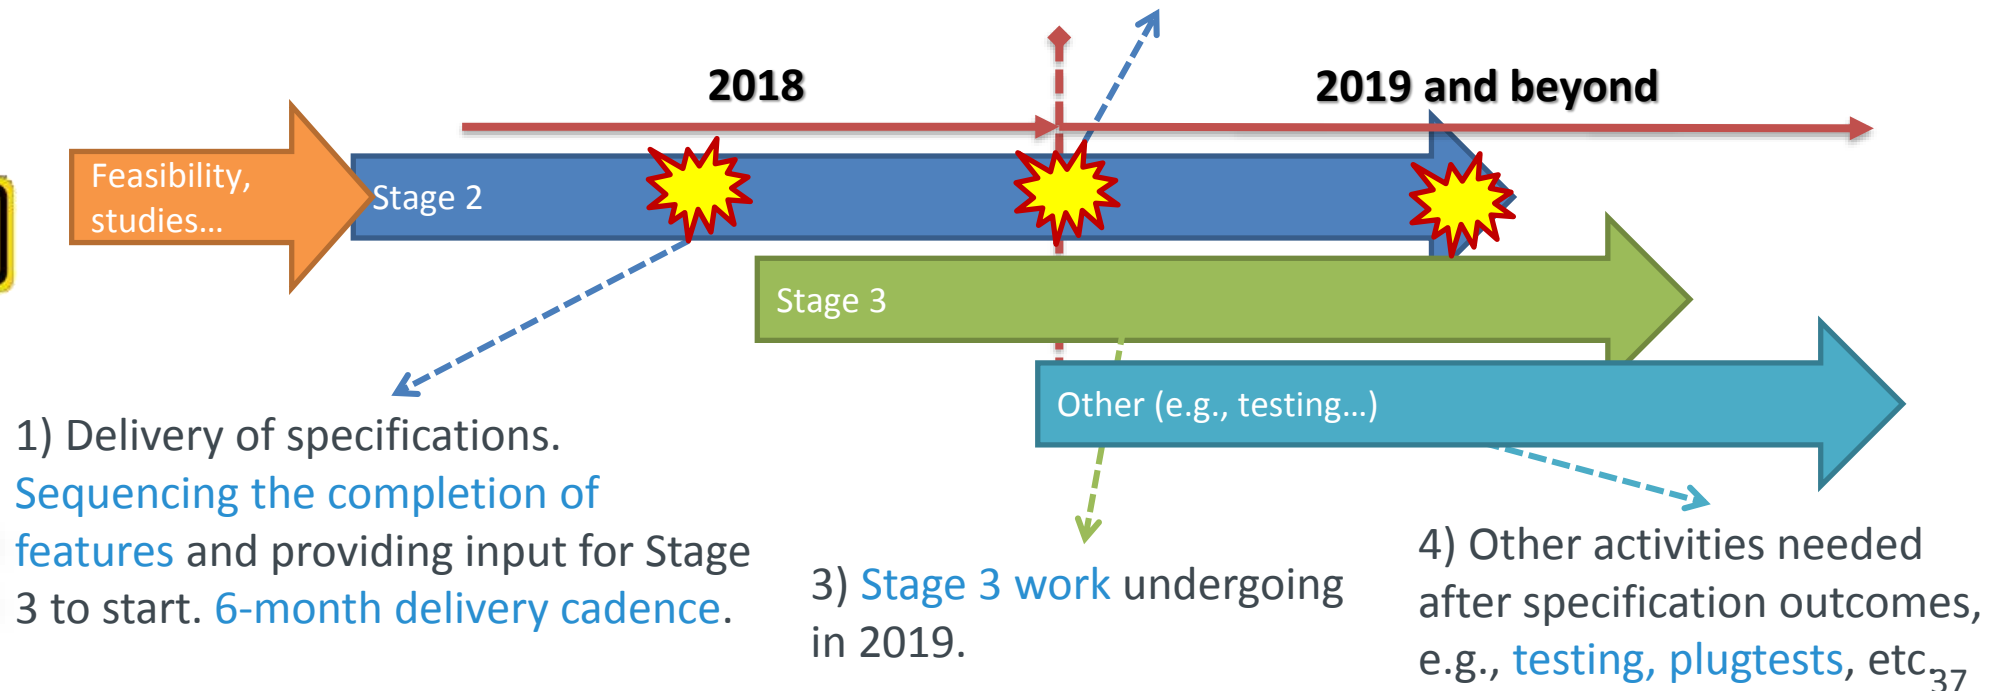 2018
2019 and beyond
Feasibility,
studies...
Stage 2
Stage 3
Other (e.g., testing...)
1) Delivery of specifications.
Sequencing the completion of
features and providing input for Stage
3 to start. 6-month delivery cadence.
3) Stage 3 work undergoing
in 2019.
4) Other activities needed
after specification outcomes,
e.g., testing, plugtests, etc.
37